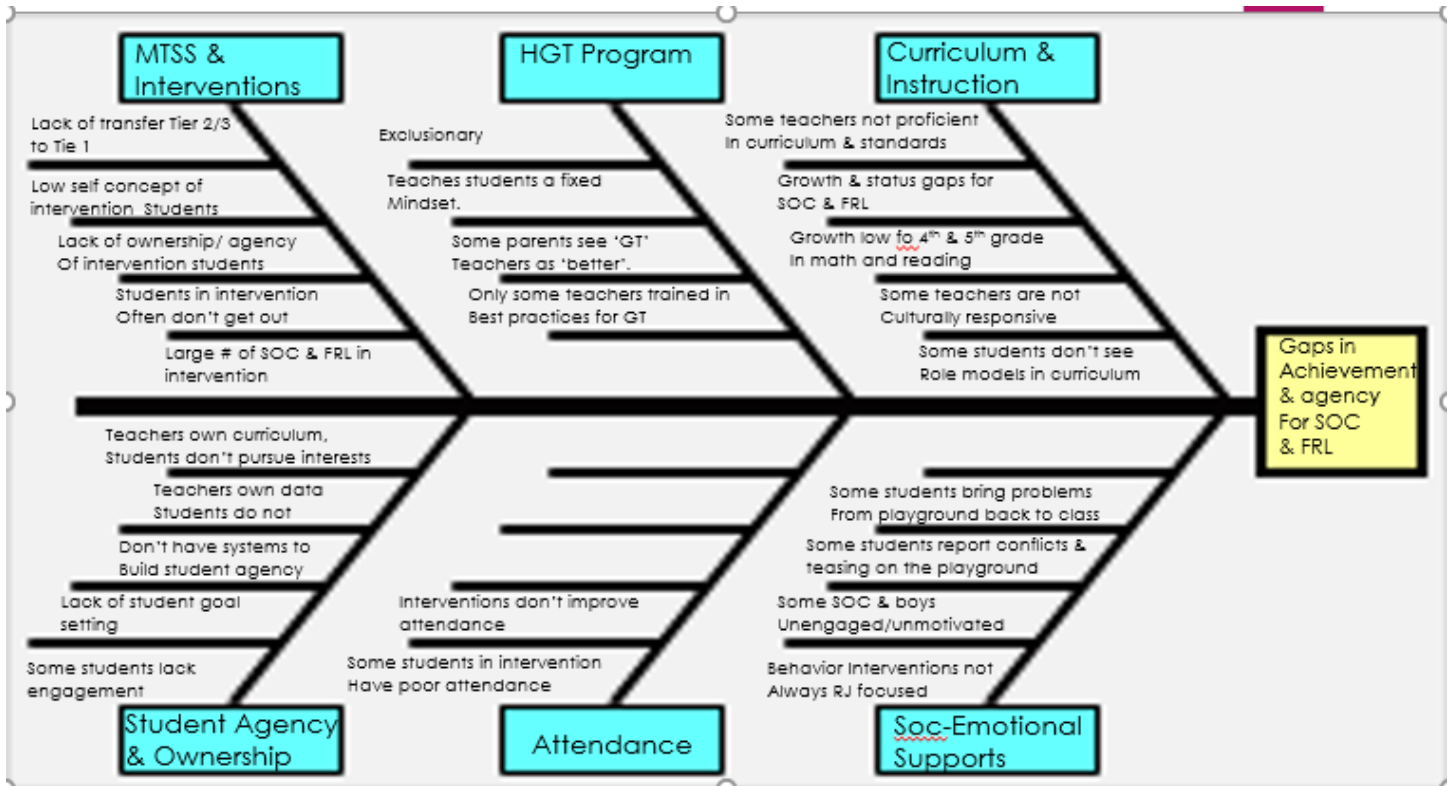 MTSS &
Interventions
Lack of transfer Tier 2/3
to Tie 1
Low self concept of
intervention Students
Lack of ownership/ agency
Of intervention students
Students in intervention
Often don't get out
Large # of SOC & FRL in
intervention
HGT Program
Exclusionary
Teaches students a fixed
Mindset.
Some parents see 'GT'
Teachers as 'better'.
Only some teachers trained in
Best practices for GT
Curriculum &
Instruction
Some teachers not proficient
In curriculum & standards
Growth & status gaps for
SOC & FRL
Growth low fo 4th & 5th grade
In math and reading
Some teachers are not
Culturally responsive
Some students don't see
Role models in curriculum
Gaps in
Achievement
& agency
For SOC
& FRL
Teachers own curriculum,
Students don't pursue interests
Teachers own data
Students do not
Don't have systems to
Build student agency
Lack of student goal
setting
Some students lack
engagement
Student Agency
& Ownership
Interventions don't improve
attendance
Some students in intervention
Have poor attendance
Attendance
Some students bring problems
From playground back to class
Some students report conflicts &
teasing on the playground
Some SOC & boys
Unengaged/unmotivated
Behavior Interventions not
Always RJ focused
Soc-Emotional
Supports